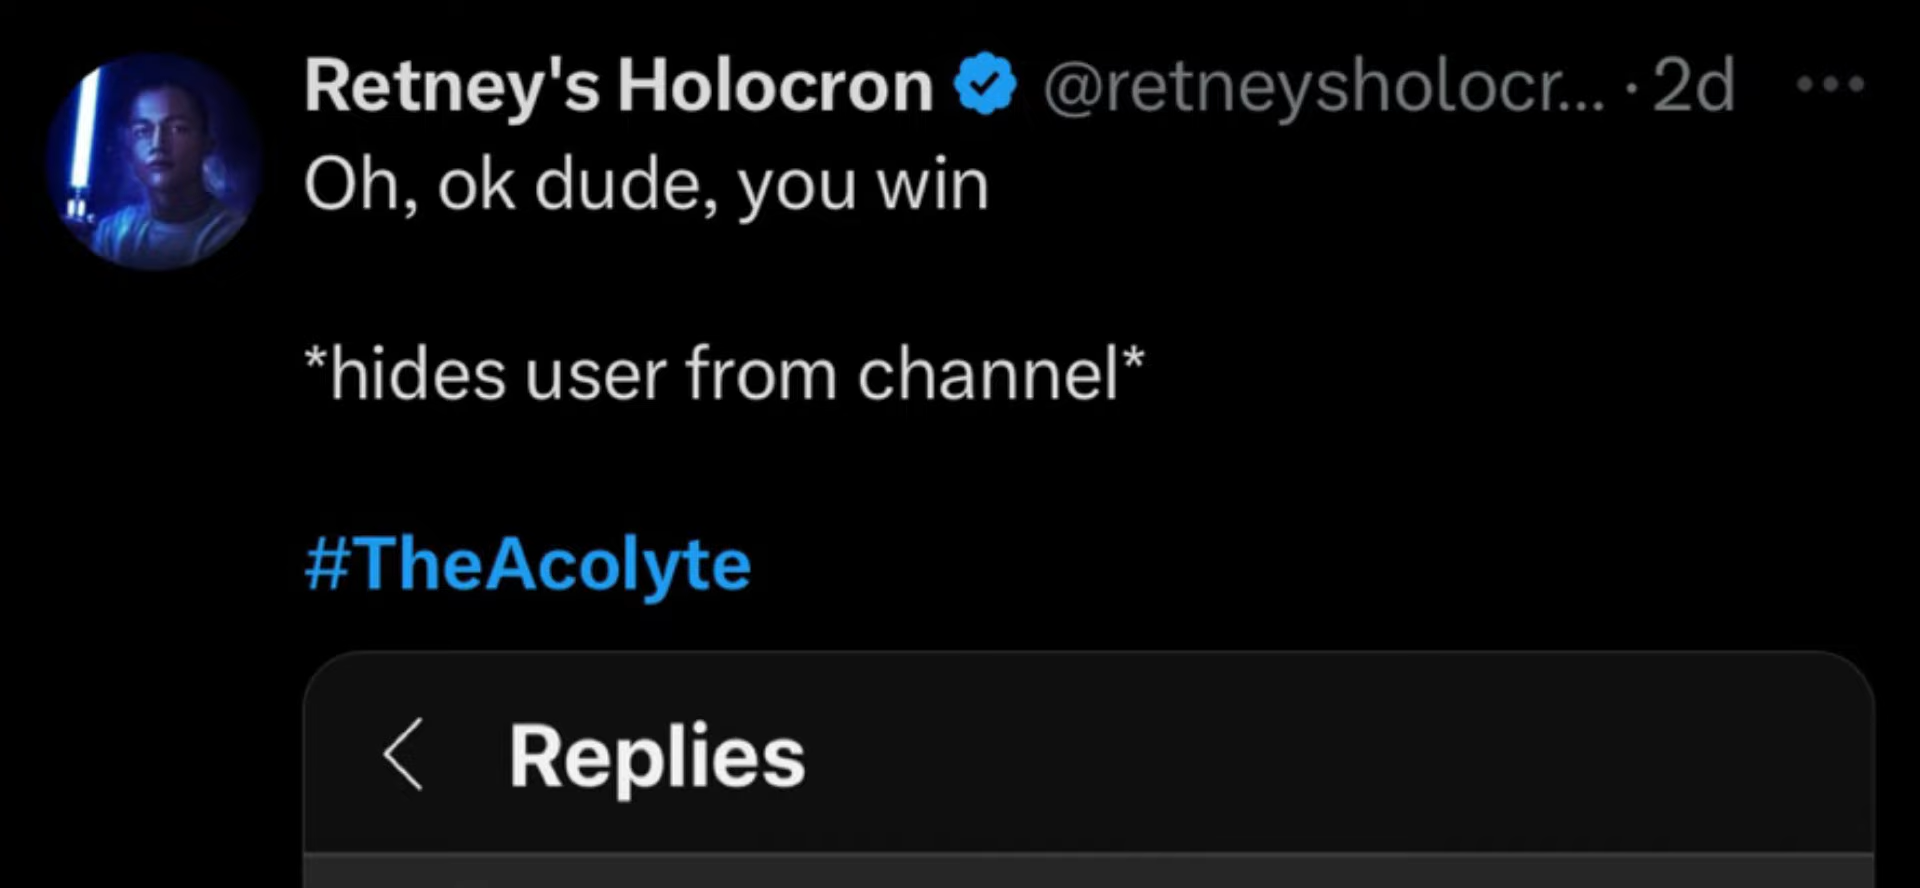 Retney's Holocron @retneysholocr... · 2d
Oh, ok dude, you win
*hides user from channel*
#TheAcolyte
Replies